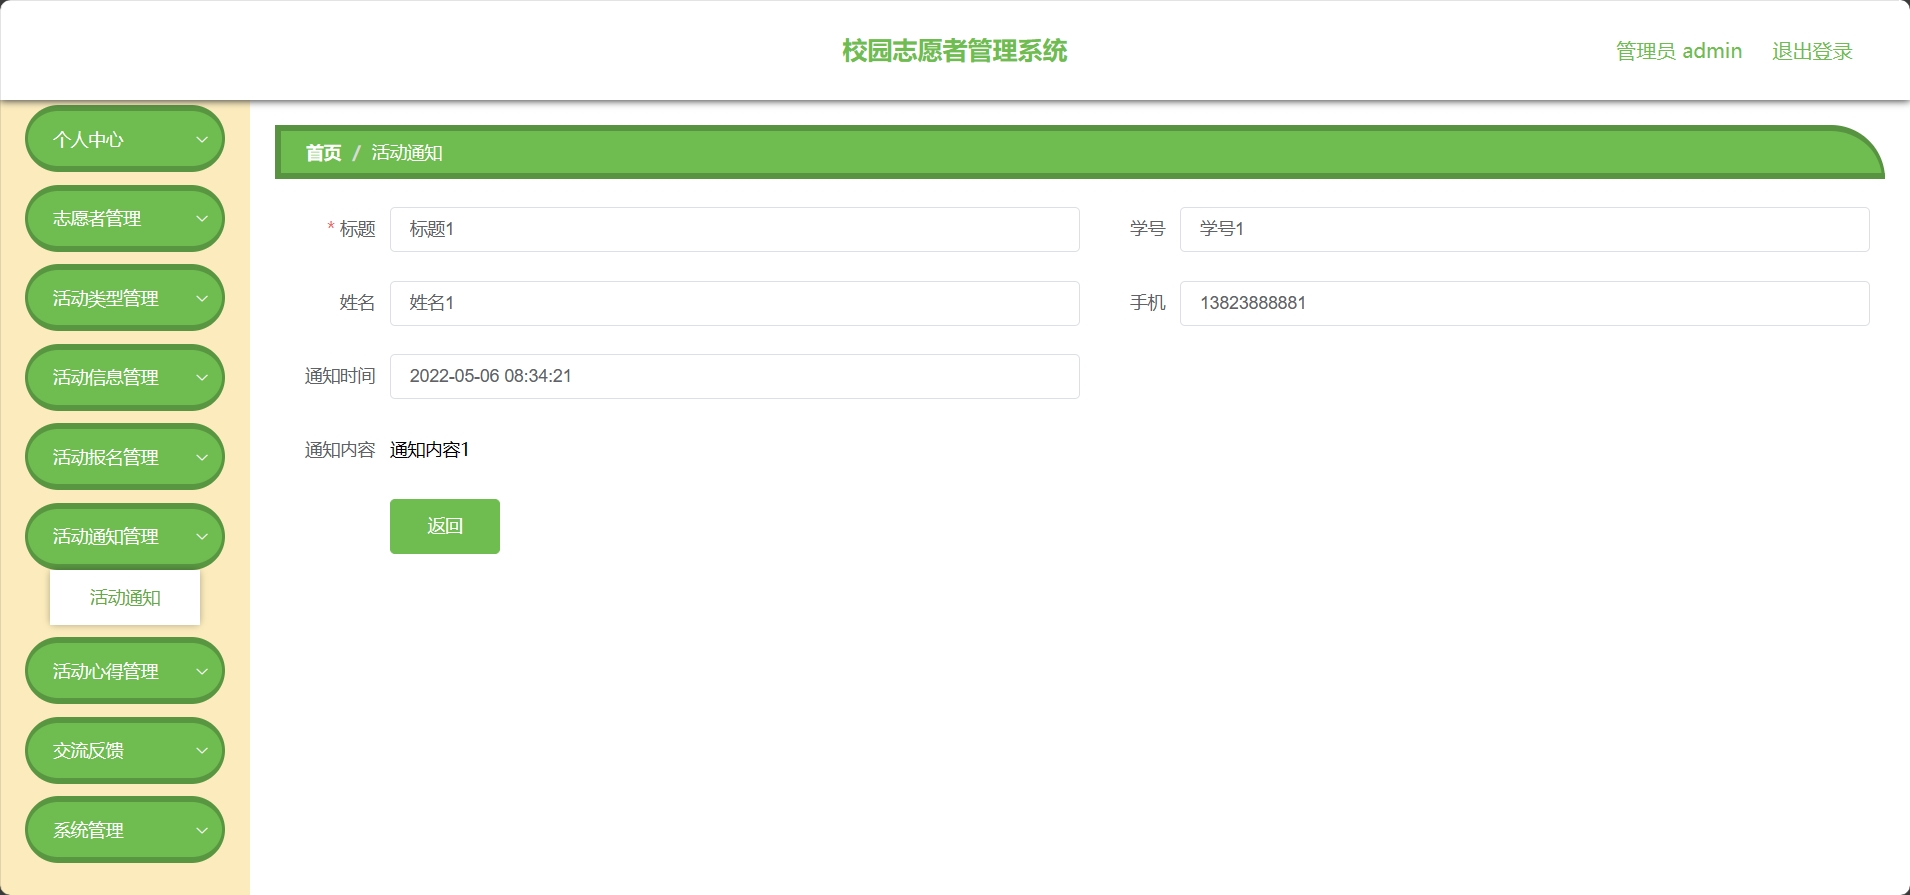 校园志愿者管理系统
管理员 admin
退出登录
个人中心
志愿者管理
活动类型管理
活动信息管理
活动报名管理
活动通知管理
活动通知
活动心得管理
交流反馈
系统管理
首页 / 活动通知
* 标题 标题1
学号 学号1
姓名 姓名1
手机 13823888881
通知时间 2022-05-06 08:34:21
通知内容 通知内容1
返回